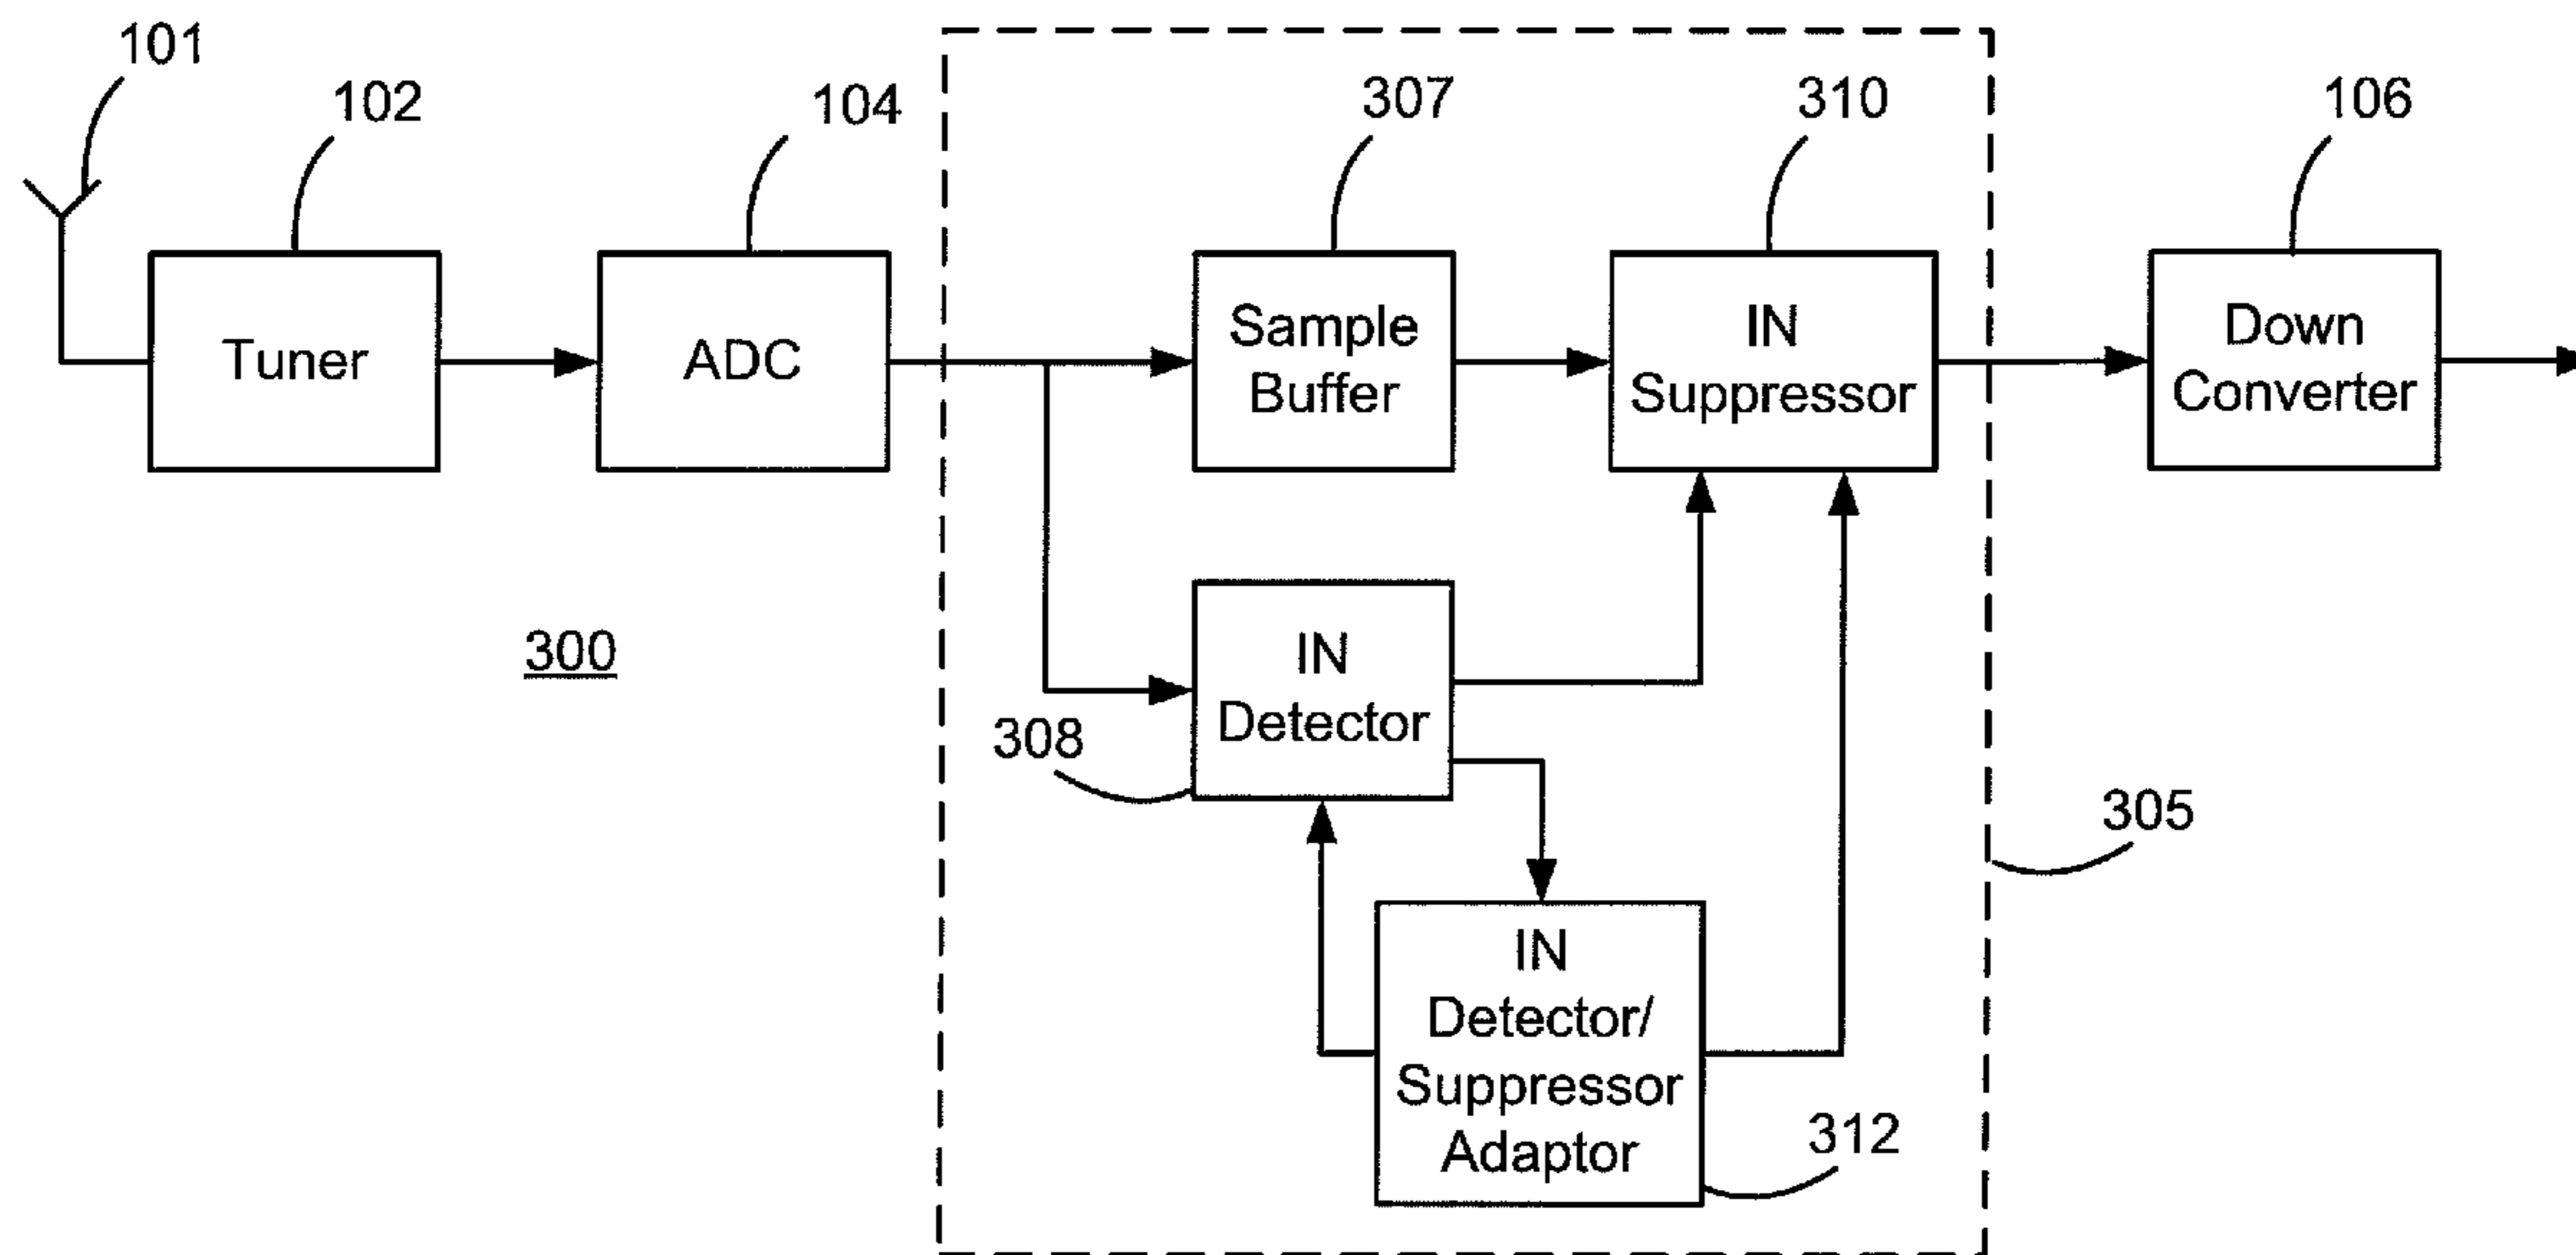 101
102
104
307
310
106
Tuner
ADC
Sample
Buffer
IN
Suppressor
Down
Converter
300
IN
Detector
308
305
IN
Detector/
Suppressor
Adaptor
312